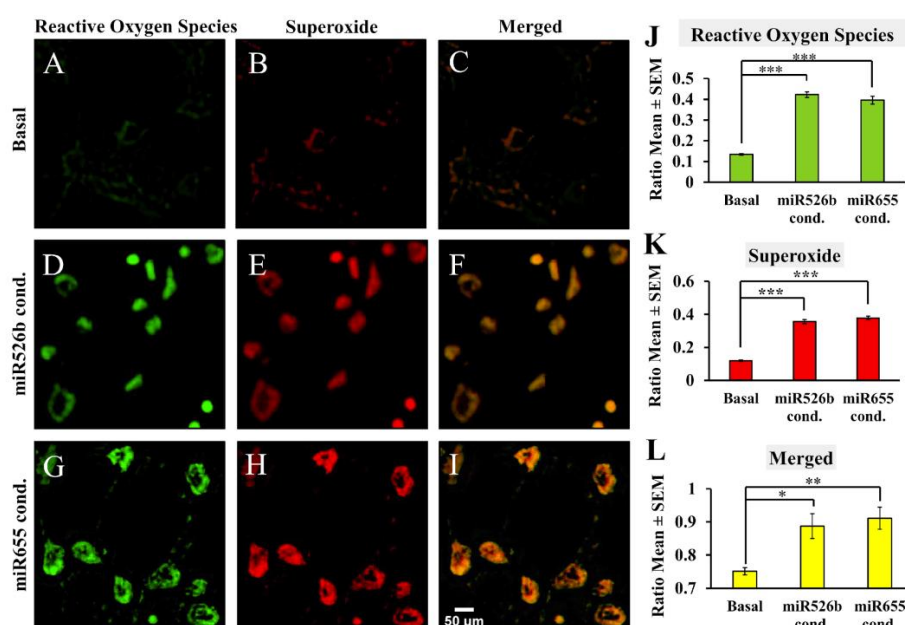 Reactive Oxygen Species
Superoxide
Merged
Basal
A
B
C
miR526b cond.
D
E
F
miR655 cond.
G
H
I
50 µm
J
Reactive Oxygen Species
Ratio Mean ± SEM
0.5
0.4
0.3
0.2
0.1
0
***
***
Basal
miR526b
cond.
miR655
cond.
K
Superoxide
Ratio Mean ± SEM
0.6
0.4
0.2
0
***
***
Basal
miR526b
cond.
miR655
cond.
L
Merged
Ratio Mean ± SEM
1
0.9
0.8
0.7
**
*
Basal
miR526b
cond.
miR655
cond.